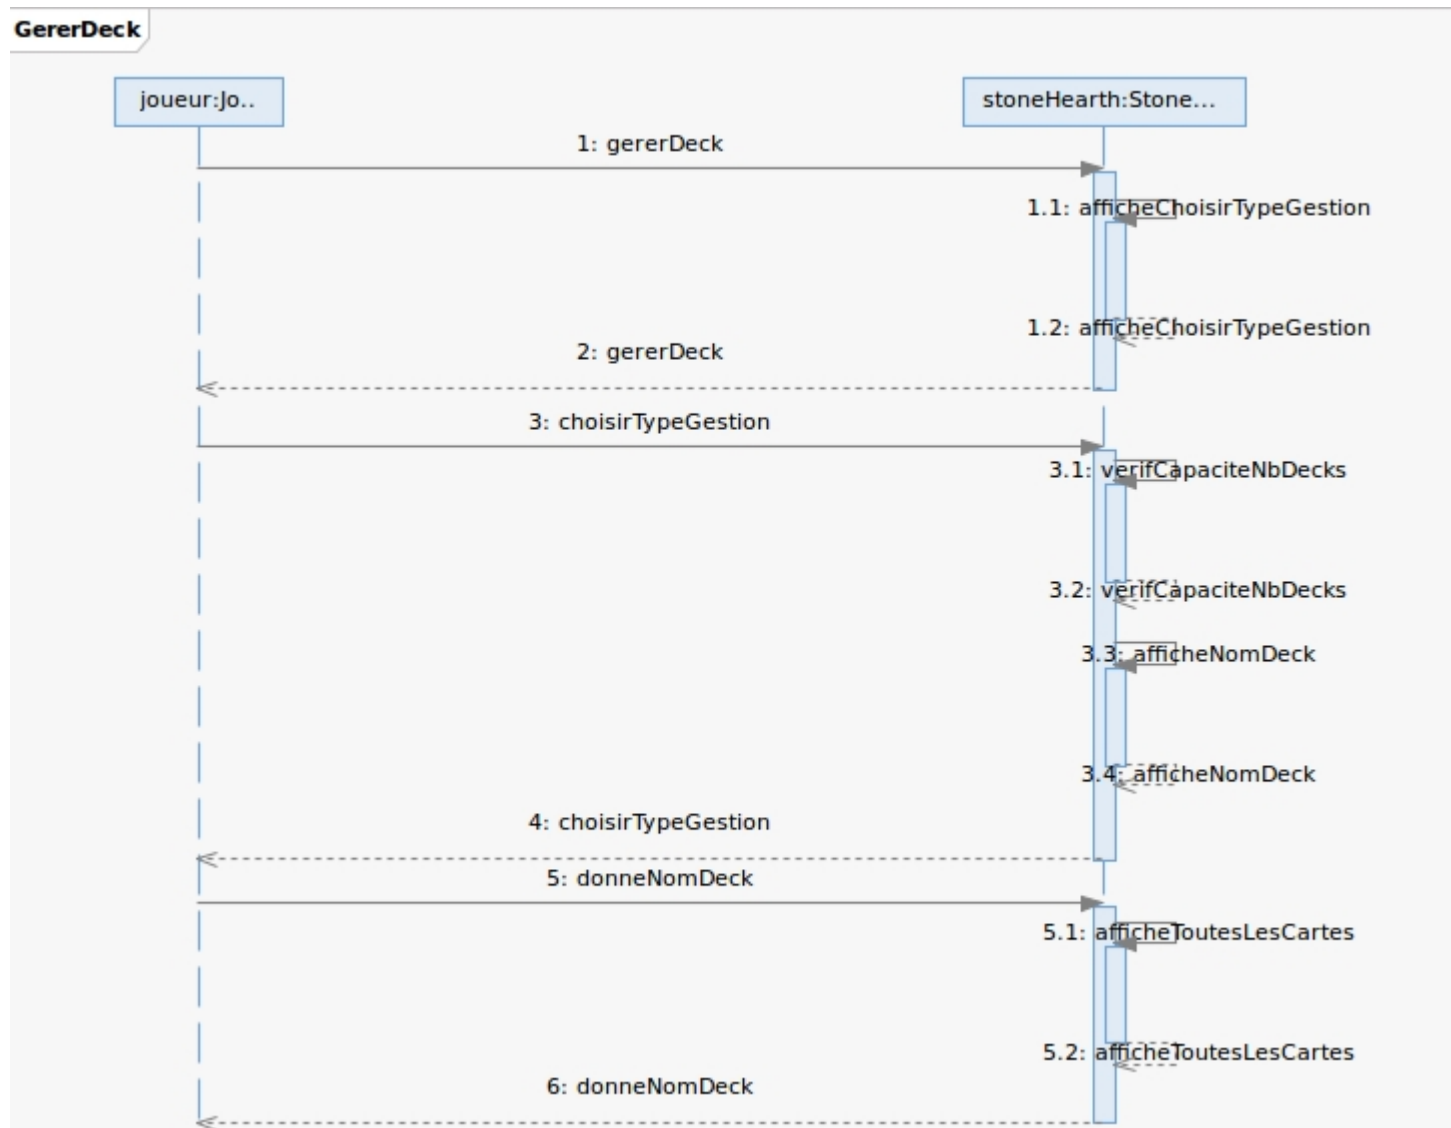 GererDeck
joueur:Jo..
stoneHearth:Stone...
1: gererDeck
1.1: afficheChoisirTypeGestion
1.2: afficheChoisirTypeGestion
2: gererDeck
3: choisirTypeGestion
3.1: verifCapaciteNbDecks
3.2: verifCapaciteNbDecks
3.3: afficheNomDeck
3.4: afficheNomDeck
4: choisirTypeGestion
5: donneNomDeck
5.1: afficheToutesLesCartes
5.2: afficheToutesLesCartes
6: donneNomDeck